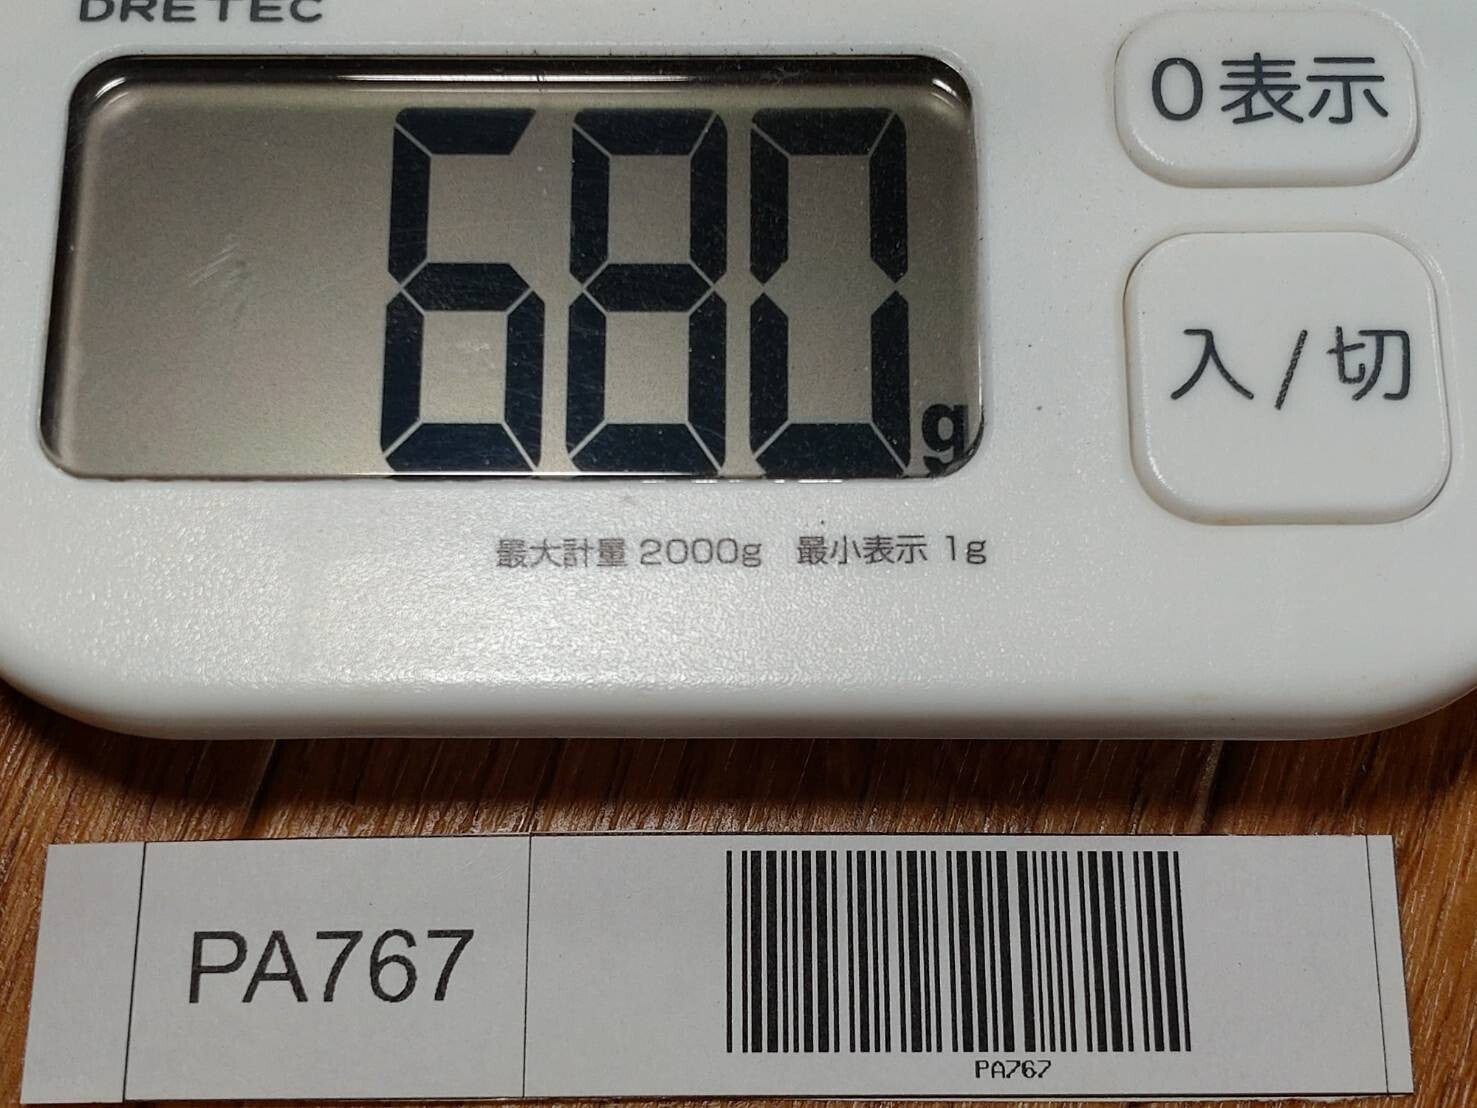 DRETEC
0表示
680g
入/切
最大計量 2000g 最小表示 1g
PA767
PA767